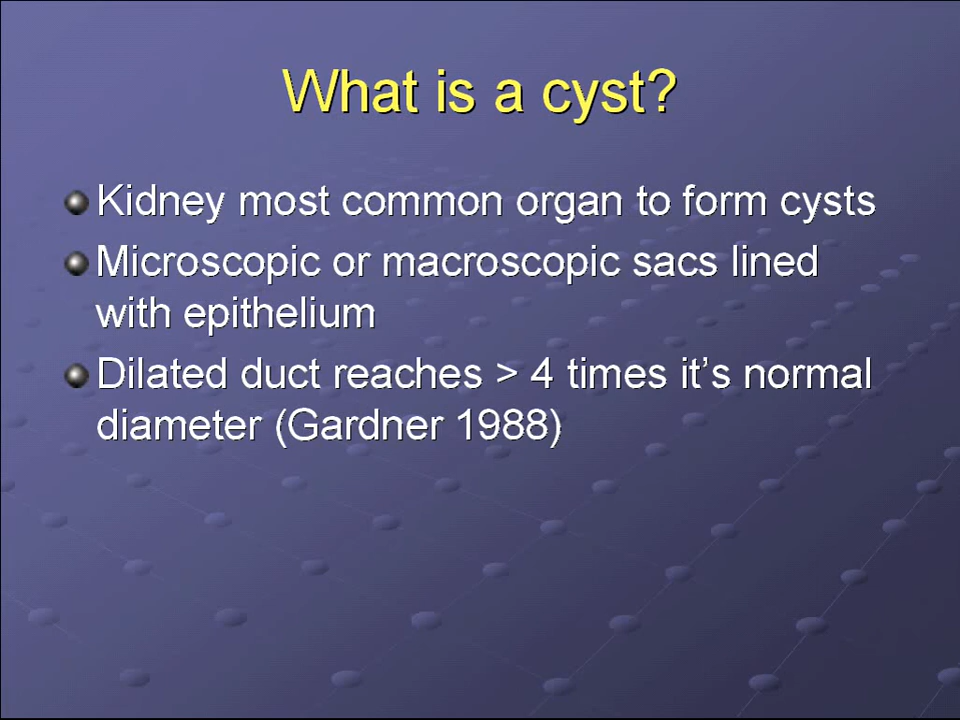 What is a cyst?
Kidney most common organ to form cysts
Microscopic or macroscopic sacs lined
with epithelium
Dilated duct reaches > 4 times it's normal
diameter (Gardner 1988)